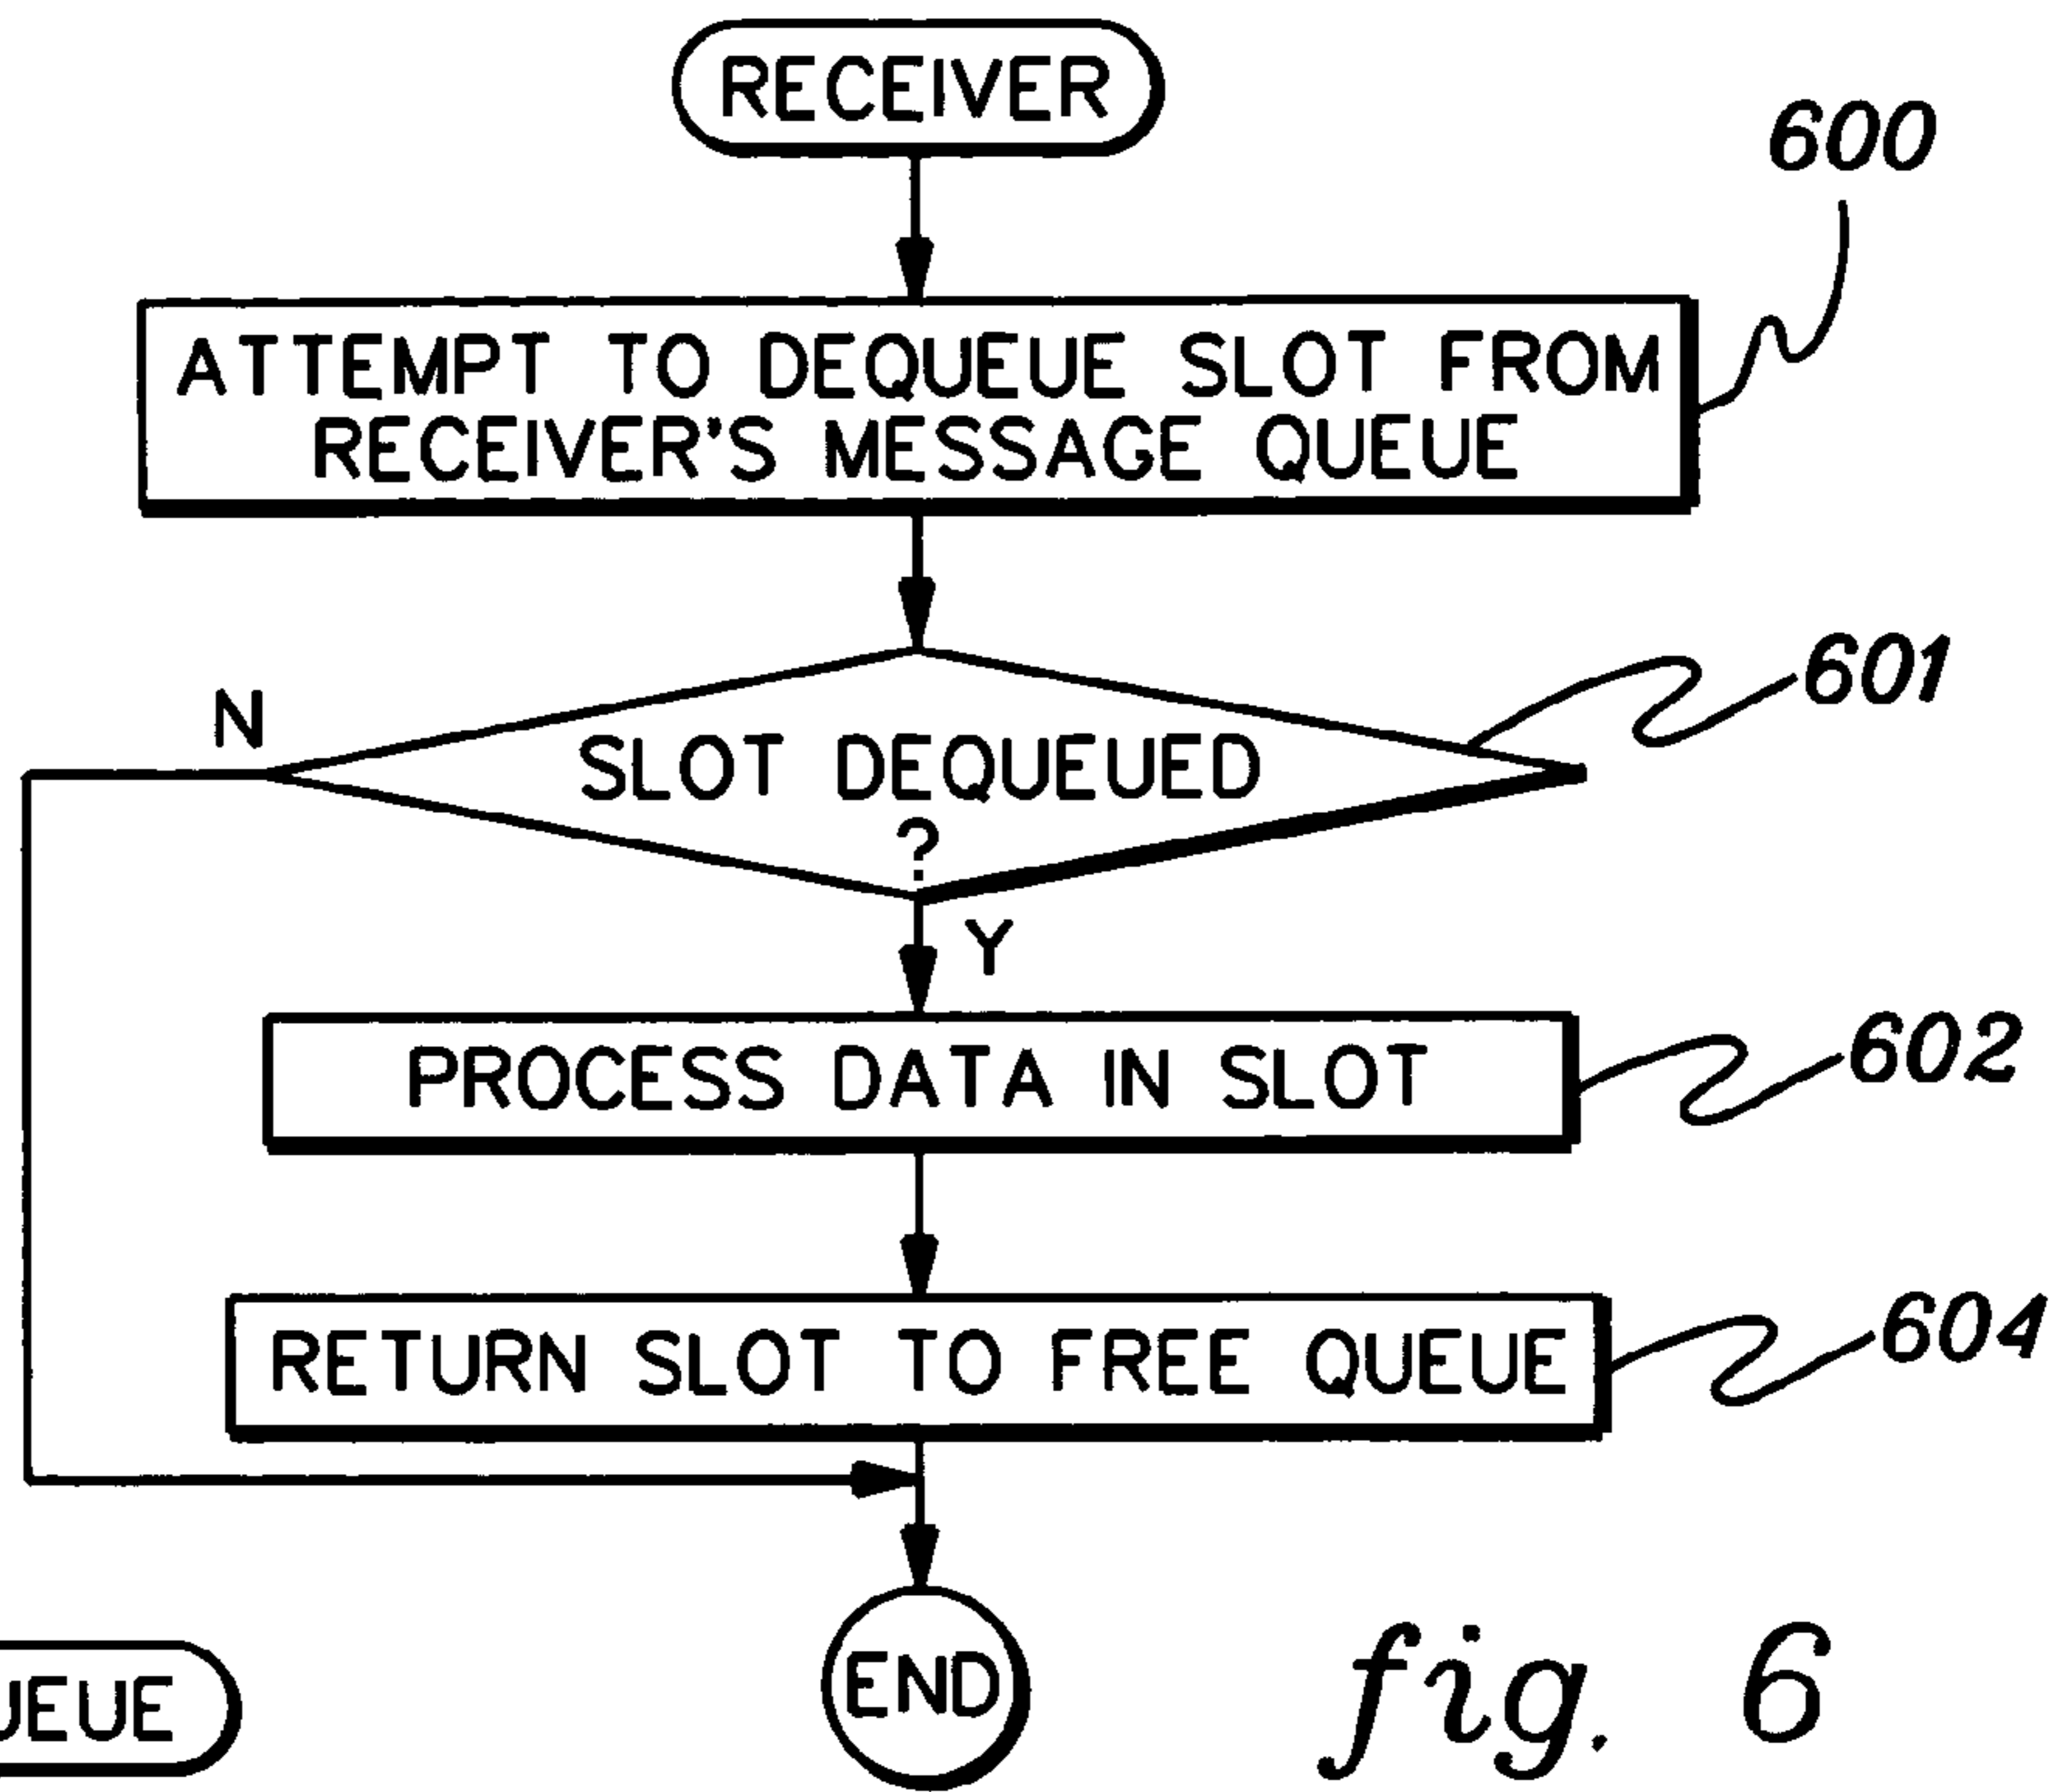 RECEIVER
600
ATTEMPT TO DEQUEUE SLOT FROM
RECEIVER'S MESSAGE QUEUE
601
N
SLOT DEQUEUED
?
Y
602
PROCESS DATA IN SLOT
604
RETURN SLOT TO FREE QUEUE
END
fig. 6